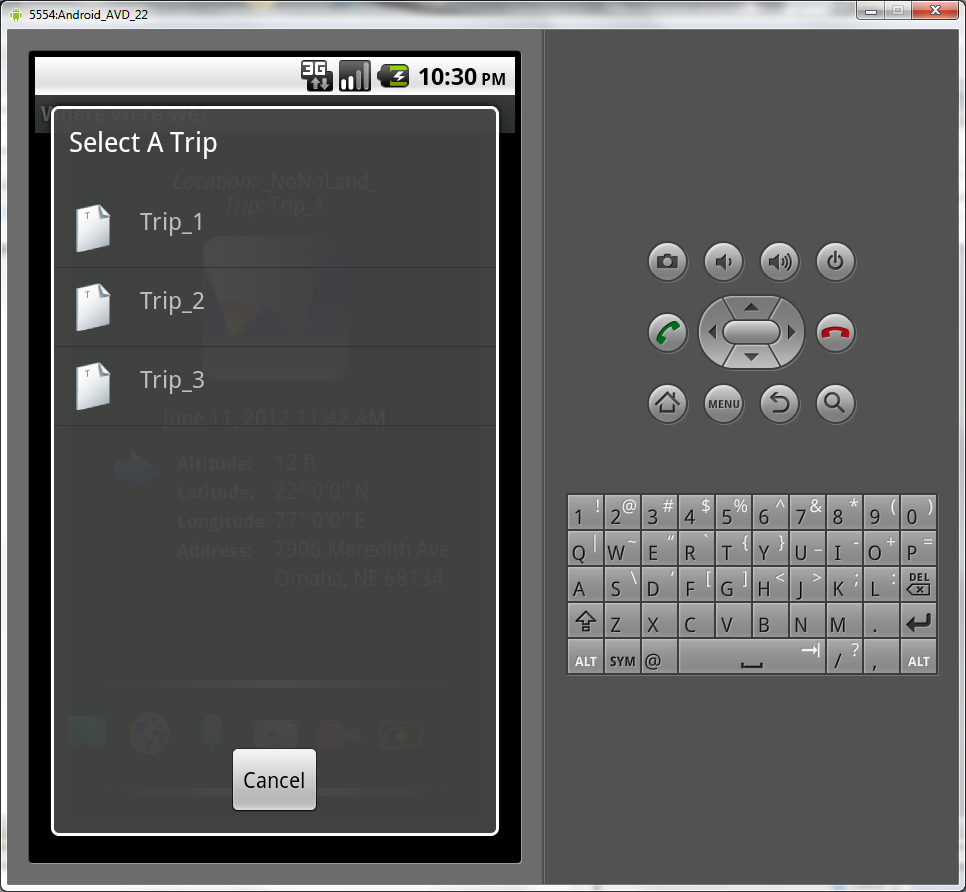 5554:Android_AVD_22
3G
10:30 PM
Where Were We?
Select A Trip
Location: _NoNoLand_
Trip: Trip_1
T
Trip_1
T
Trip_2
T
Trip_3
June 11, 2012 11:42 AM
Altitude: 12 ft
Latitude: 22° 0'0" N
Longitude: 77° 0'0" E
Address: 7906 Meredith Ave
Omaha, NE 68134
Cancel
MENU
1 ! 2 @ 3 # 4 $ 5 % 6 ^ 7 & 8 * 9 ( 0 )
Q | W ~ E “ R ` T { Y } U _ I - O + P =
A S \ D ‘ F [ G ] H < J > K ; L : DEL
Z X C V B N M .
ALT SYM @ / ? , ALT